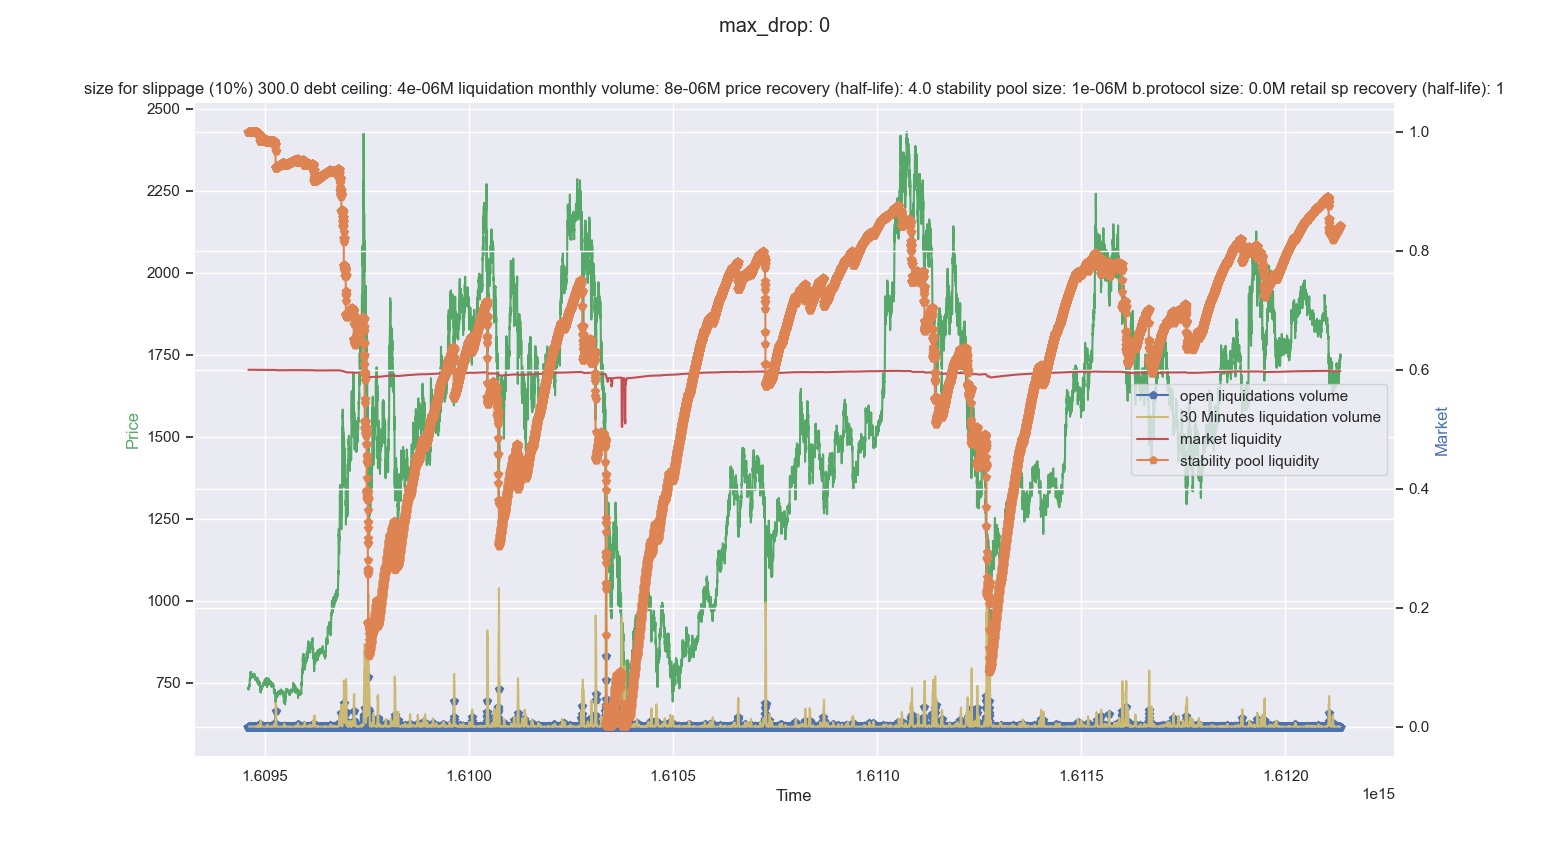 max_drop: 0
size for slippage (10%) 300.0 debt ceiling: 4e-06M liquidation monthly volume: 8e-06M price recovery (half-life): 4.0 stability pool size: 1e-06M b.protocol size: 0.0M retail sp recovery (half-life): 1
2500
2250
2000
1750
1500
1250
1000
750
Price
1.0
0.8
0.6
0.4
0.2
0.0
Market
open liquidations volume
30 Minutes liquidation volume
market liquidity
stability pool liquidity
1.6095
1.6100
1.6105
1.6110
1.6115
1.6120
Time
1e15